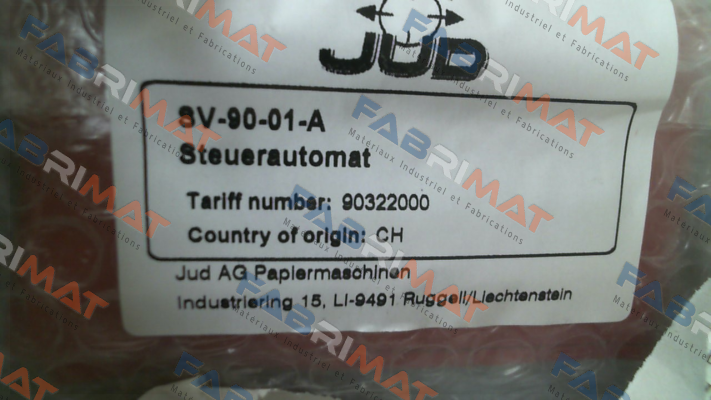 JUD
SV-90-01-A
Steuerautomat
Tariff number: 90322000
Country of origin: CH
Jud AG Papiermaschinen
Industriering 15, LI-9491 Ruggell/Liechtenstein
FABRIMAT
Materiaux Industriel et Fabrications